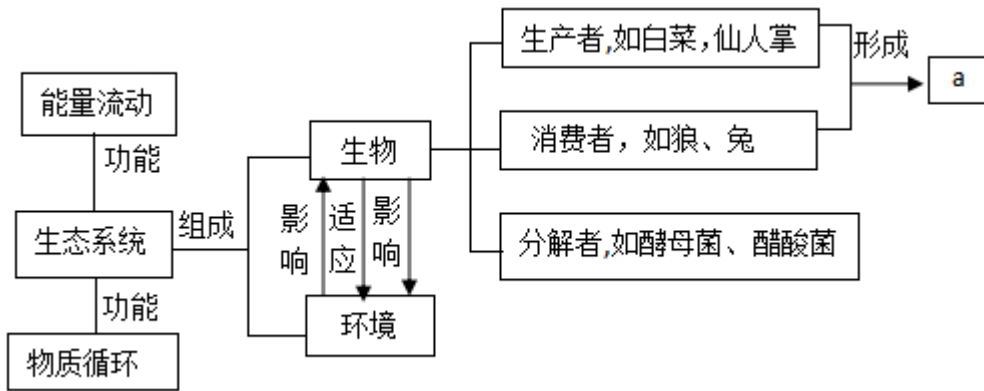 生产者,如白菜,仙人掌
形成
a
能量流动
功能
生物
消费者，如狼、兔
生态系统
组成
影响
适应
影响
分解者,如酵母菌、醋酸菌
功能
环境
物质循环